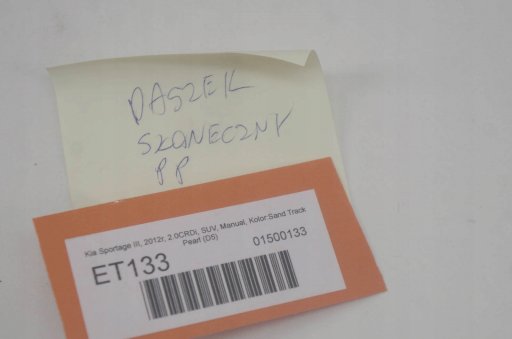 DASZEK
SŁONECZNY
PP
Kia Sportage III, 2012r, 2.0CRDi, SUV, Manual, Kolor:Sand Track
Pearl (D5)
ET133
01500133